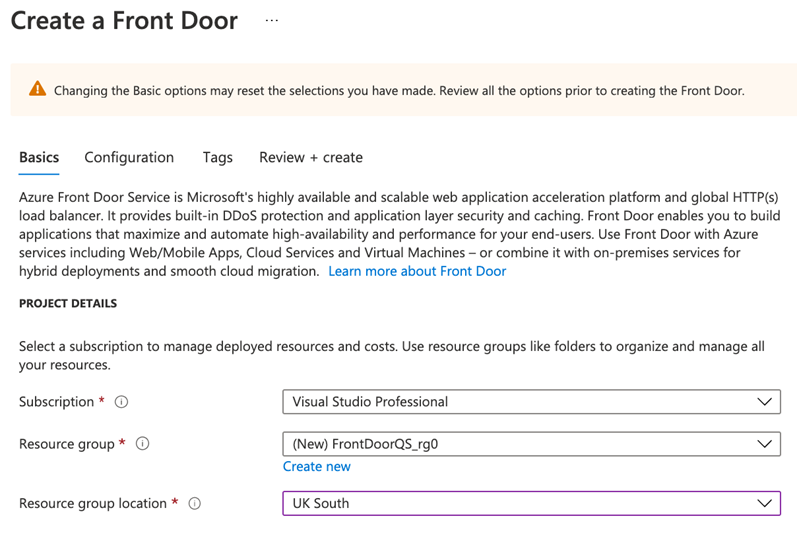 Create a Front Door ...
Changing the Basic options may reset the selections you have made. Review all the options prior to creating the Front Door.
Basics Configuration Tags Review + create
Azure Front Door Service is Microsoft's highly available and scalable web application acceleration platform and global HTTP(s)
load balancer. It provides built-in DDoS protection and application layer security and caching. Front Door enables you to build
applications that maximize and automate high-availability and performance for your end-users. Use Front Door with Azure
services including Web/Mobile Apps, Cloud Services and Virtual Machines – or combine it with on-premises services for
hybrid deployments and smooth cloud migration. Learn more about Front Door
PROJECT DETAILS
Select a subscription to manage deployed resources and costs. Use resource groups like folders to organize and manage all
your resources.
Subscription * Visual Studio Professional
Resource group * (New) FrontDoorQS_rg0
Create new
Resource group location * UK South